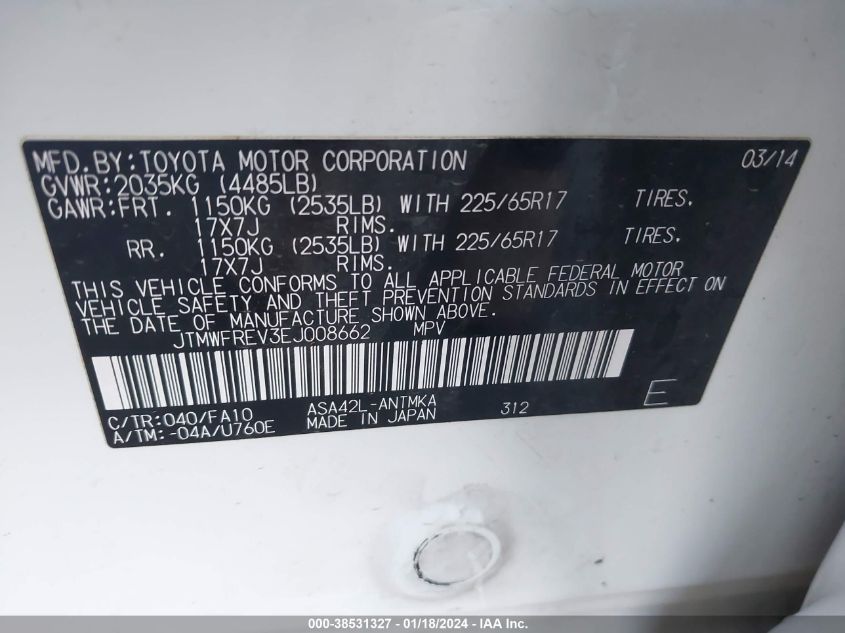 MFD.BY:TOYOTA MOTOR CORPORATION 03/14
GVWR:2035KG (4485LB)
GAWR:FRT. 1150KG (2535LB) WITH 225/65R17 TIRES.
17X7J RIMS.
RR. 1150KG (2535LB) WITH 225/65R17 TIRES.
17X7J RIMS.
THIS VEHICLE CONFORMS TO ALL APPLICABLE FEDERAL MOTOR
VEHICLE SAFETY AND THEFT PREVENTION STANDARDS IN EFFECT ON
THE DATE OF MANUFACTURE SHOWN ABOVE.
JTMWFREV3EJ008662 MPV
C/TR:040/FA10 ASA42L-ANTMKA 312 E
A/TM:-04A/U760E MADE IN JAPAN
000-38531327 - 01/18/2024 - IAA Inc.